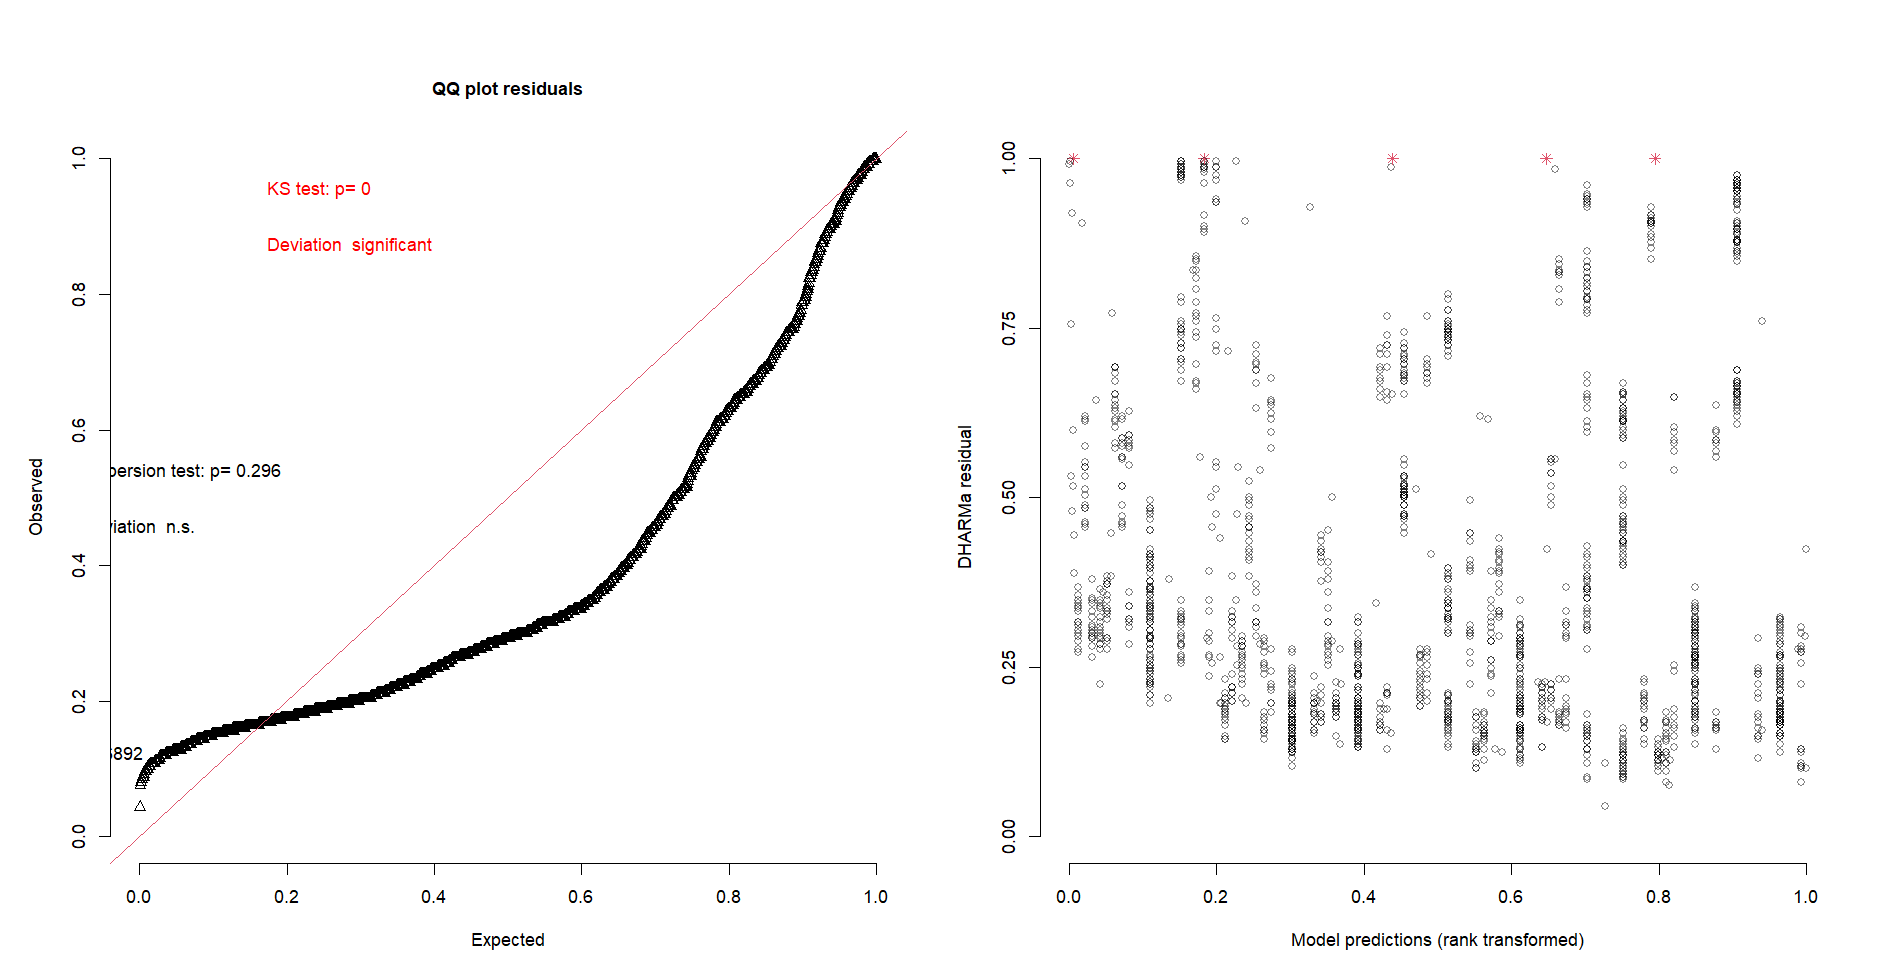 QQ plot residuals
KS test: p= 0
Deviation  significant
persion test: p= 0.296
viation  n.s.
6892
Observed
0.0
0.2
0.4
0.6
0.8
1.0
0.0 0.2 0.4 0.6 0.8 1.0
Expected
DHARMa residual
0.00
0.25
0.50
0.75
1.00
0.0 0.2 0.4 0.6 0.8 1.0
Model predictions (rank transformed)